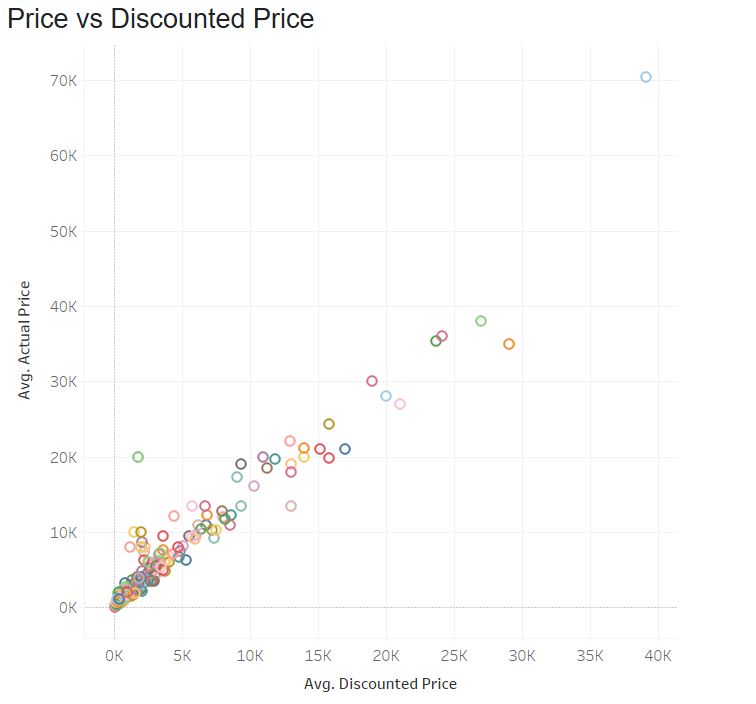 Price vs Discounted Price
70K
60K
50K
40K
30K
20K
10K
0K
Avg. Actual Price
0K 5K 10K 15K 20K 25K 30K 35K 40K
Avg. Discounted Price